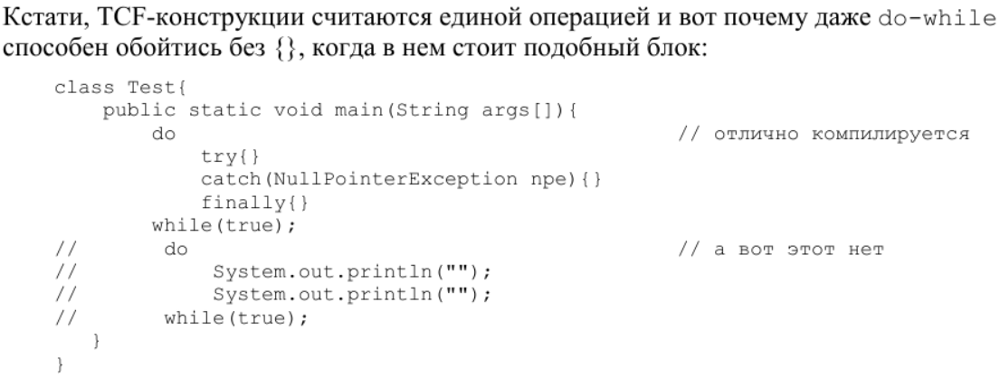 Кстати, TCF-конструкции считаются единой операцией и вот почему даже do-while
способен обойтись без {}, когда в нем стоит подобный блок:
class Test{
    public static void main(String args[]){
        do                                          // отлично компилируется
            try{}
            catch(NullPointerException npe){}
            finally{}
        while(true);
//       do                                         // а вот этот нет
//           System.out.println("");
//           System.out.println("");
//       while(true);
   }
}